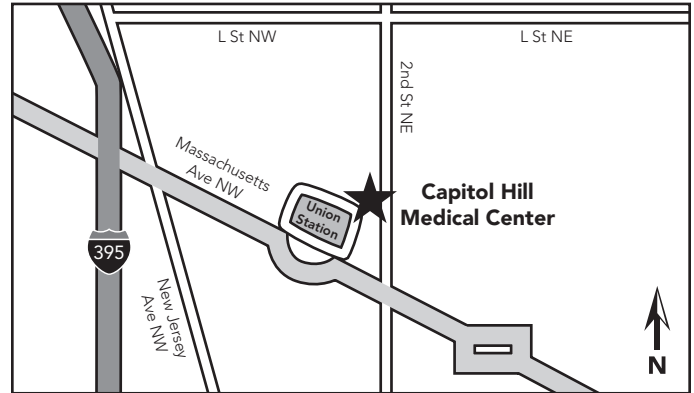 L St NW
L St NE
2nd St NE
Massachusetts
Ave NW
Union
Station
Capitol Hill
Medical Center
395
New Jersey
Ave NW
N